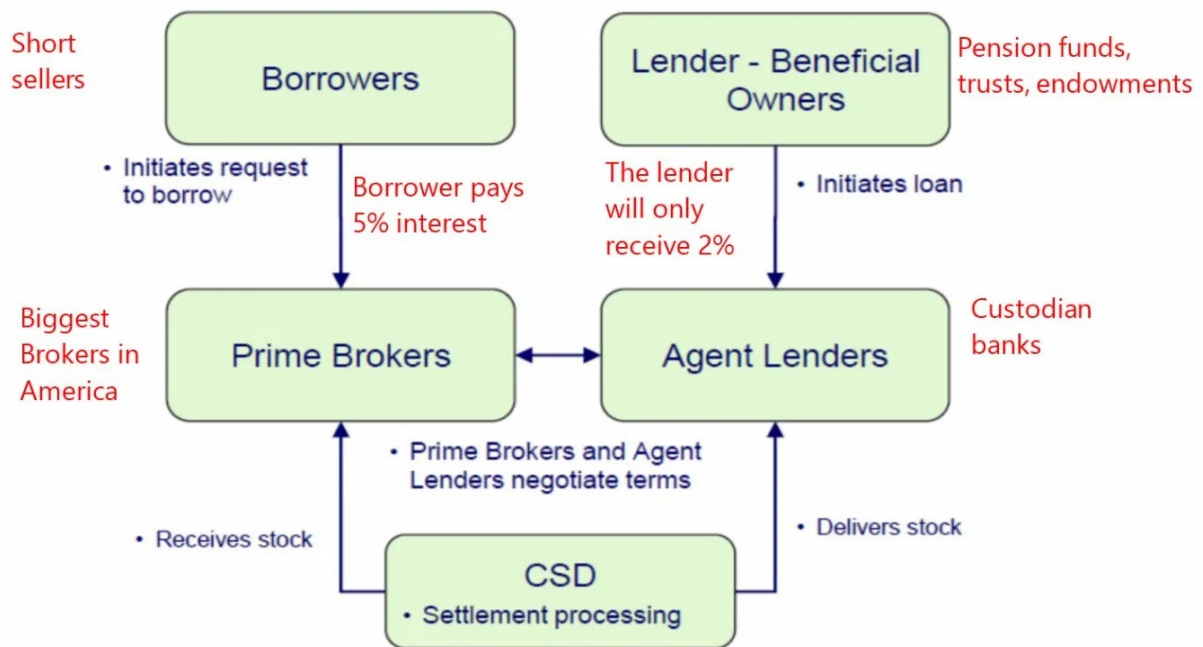 Short
sellers
Borrowers
Lender - Beneficial
Owners
Pension funds,
trusts, endowments
• Initiates request
to borrow
Borrower pays
5% interest
The lender
will only
receive 2%
• Initiates loan
Biggest
Brokers in
America
Prime Brokers
Agent Lenders
Custodian
banks
• Prime Brokers and Agent
Lenders negotiate terms
• Receives stock
• Delivers stock
CSD
• Settlement processing